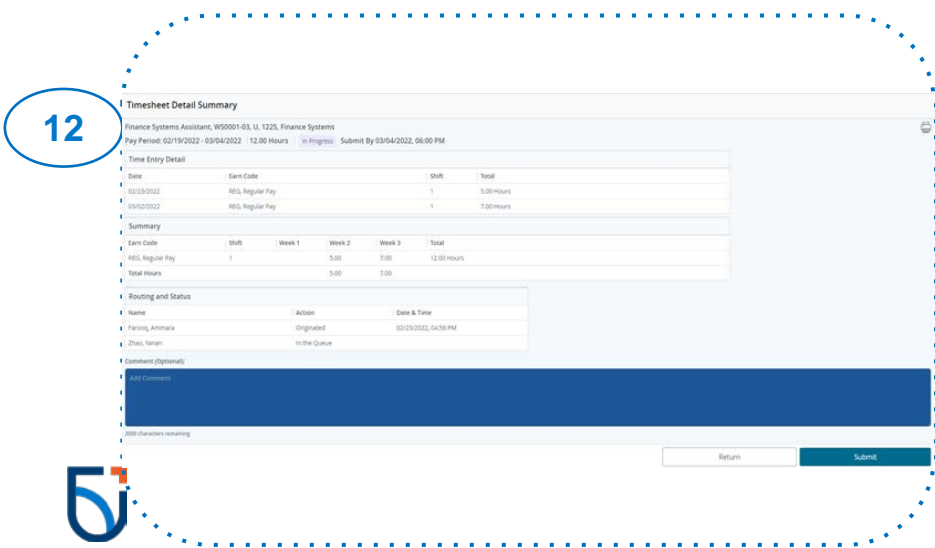 12
Timesheet Detail Summary
Finance Systems Assistant, WS0001-03, U, 1225, Finance Systems
Pay Period: 02/19/2022 - 03/04/2022 12.00 Hours In Progress Submit By 03/04/2022, 06:00 PM
Time Entry Detail
Date Earn Code Shift Total
02/23/2022 REG, Regular Pay 1 5.00 Hours
03/02/2022 REG, Regular Pay 1 7.00 Hours
Summary
Earn Code Shift Week 1 Week 2 Week 3 Total
REG, Regular Pay 1 5.00 7.00 12.00 Hours
Total Hours 5.00 7.00
Routing and Status
Name Action Date & Time
Farooq, Ammara Originated 02/23/2022, 04:56 PM
Zhao, Yanan In the Queue
Comment (Optional):
Add Comment
2000 characters remaining
Return Submit